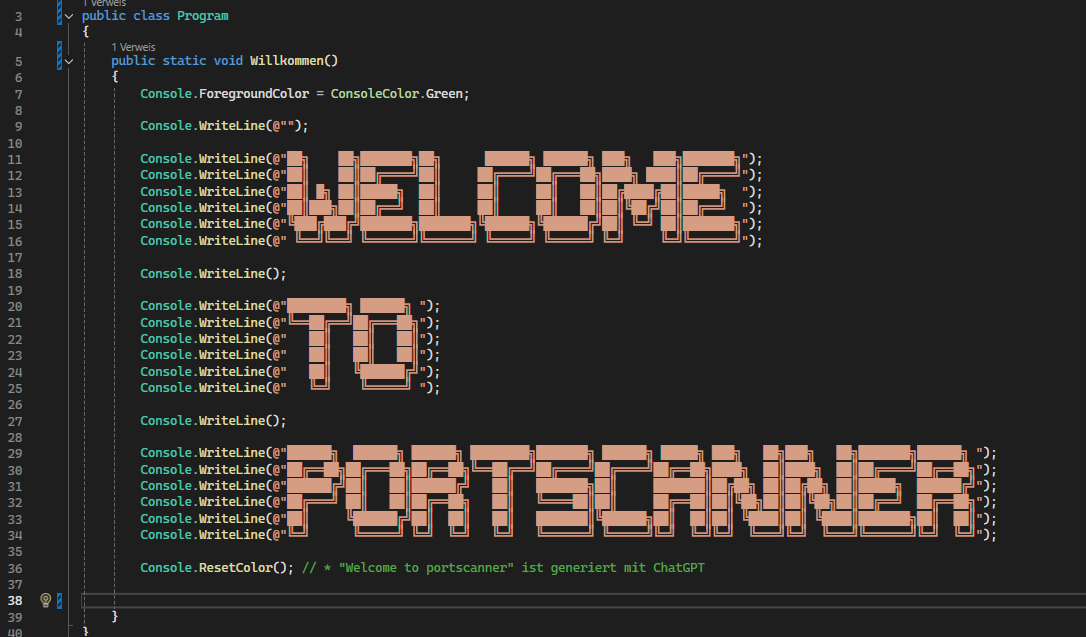 1 Verweis
3 public class Program
4 {
1 Verweis
5 public static void Willkommen()
6 {
7 Console.ForegroundColor = ConsoleColor.Green;
8
9 Console.WriteLine(@"");
10
11 Console.WriteLine(@"██╗    ██╗███████╗██╗      ██████╗ ██████╗ ███╗   ███╗███████╗");
12 Console.WriteLine(@"██║    ██║██╔════╝██║     ██╔════╝██╔═══██╗████╗ ████║██╔════╝");
13 Console.WriteLine(@"██║ █╗ ██║█████╗  ██║     ██║     ██║   ██║██╔████╔██║█████╗  ");
14 Console.WriteLine(@"██║███╗██║██╔══╝  ██║     ██║     ██║   ██║██║╚██╔╝██║██╔══╝  ");
15 Console.WriteLine(@"╚███╔███╔╝███████╗███████╗╚██████╗╚██████╔╝██║ ╚═╝ ██║███████╗");
16 Console.WriteLine(@" ╚══╝╚══╝ ╚══════╝╚══════╝ ╚═════╝ ╚═════╝ ╚═╝     ╚═╝╚══════╝");
17
18 Console.WriteLine();
19
20 Console.WriteLine(@"████████╗ ██████╗ ");
21 Console.WriteLine(@"╚══██╔══╝██╔═══██╗");
22 Console.WriteLine(@"   ██║   ██║   ██║");
23 Console.WriteLine(@"   ██║   ██║   ██║");
24 Console.WriteLine(@"   ██║   ╚██████╔╝");
25 Console.WriteLine(@"   ╚═╝    ╚═════╝ ");
26
27 Console.WriteLine();
28
29 Console.WriteLine(@"██████╗  ██████╗ ██████╗ ████████╗███████╗ ██████╗ █████╗ ███╗   ██╗███╗   ██╗███████╗██████╗ ");
30 Console.WriteLine(@"██╔══██╗██╔═══██╗██╔══██╗╚══██╔══╝██╔════╝██╔════╝██╔══██╗████╗  ██║████╗  ██║██╔════╝██╔══██╗");
31 Console.WriteLine(@"██████╔╝██║   ██║██████╔╝   ██║   ███████╗██║     ███████║██╔██╗ ██║██╔██╗ ██║█████╗  ██████╔╝");
32 Console.WriteLine(@"██╔═══╝ ██║   ██║██╔══██╗   ██║   ╚════██║██║     ██╔══██║██║╚██╗██║██║╚██╗██║██╔══╝  ██╔══██╗");
33 Console.WriteLine(@"██║     ╚██████╔╝██║  ██║   ██║   ███████║╚██████╗██║  ██║██║ ╚████║██║ ╚████║███████╗██║  ██║");
34 Console.WriteLine(@"╚═╝      ╚═════╝ ╚═╝  ╚═╝   ╚═╝   ╚══════╝ ╚═════╝╚═╝  ╚═╝╚═╝  ╚═══╝╚═╝  ╚═══╝╚══════╝╚═╝  ╚═╝");
35
36 Console.ResetColor(); // * "Welcome to portscanner" ist generiert mit ChatGPT
37
38
39 }
40 }